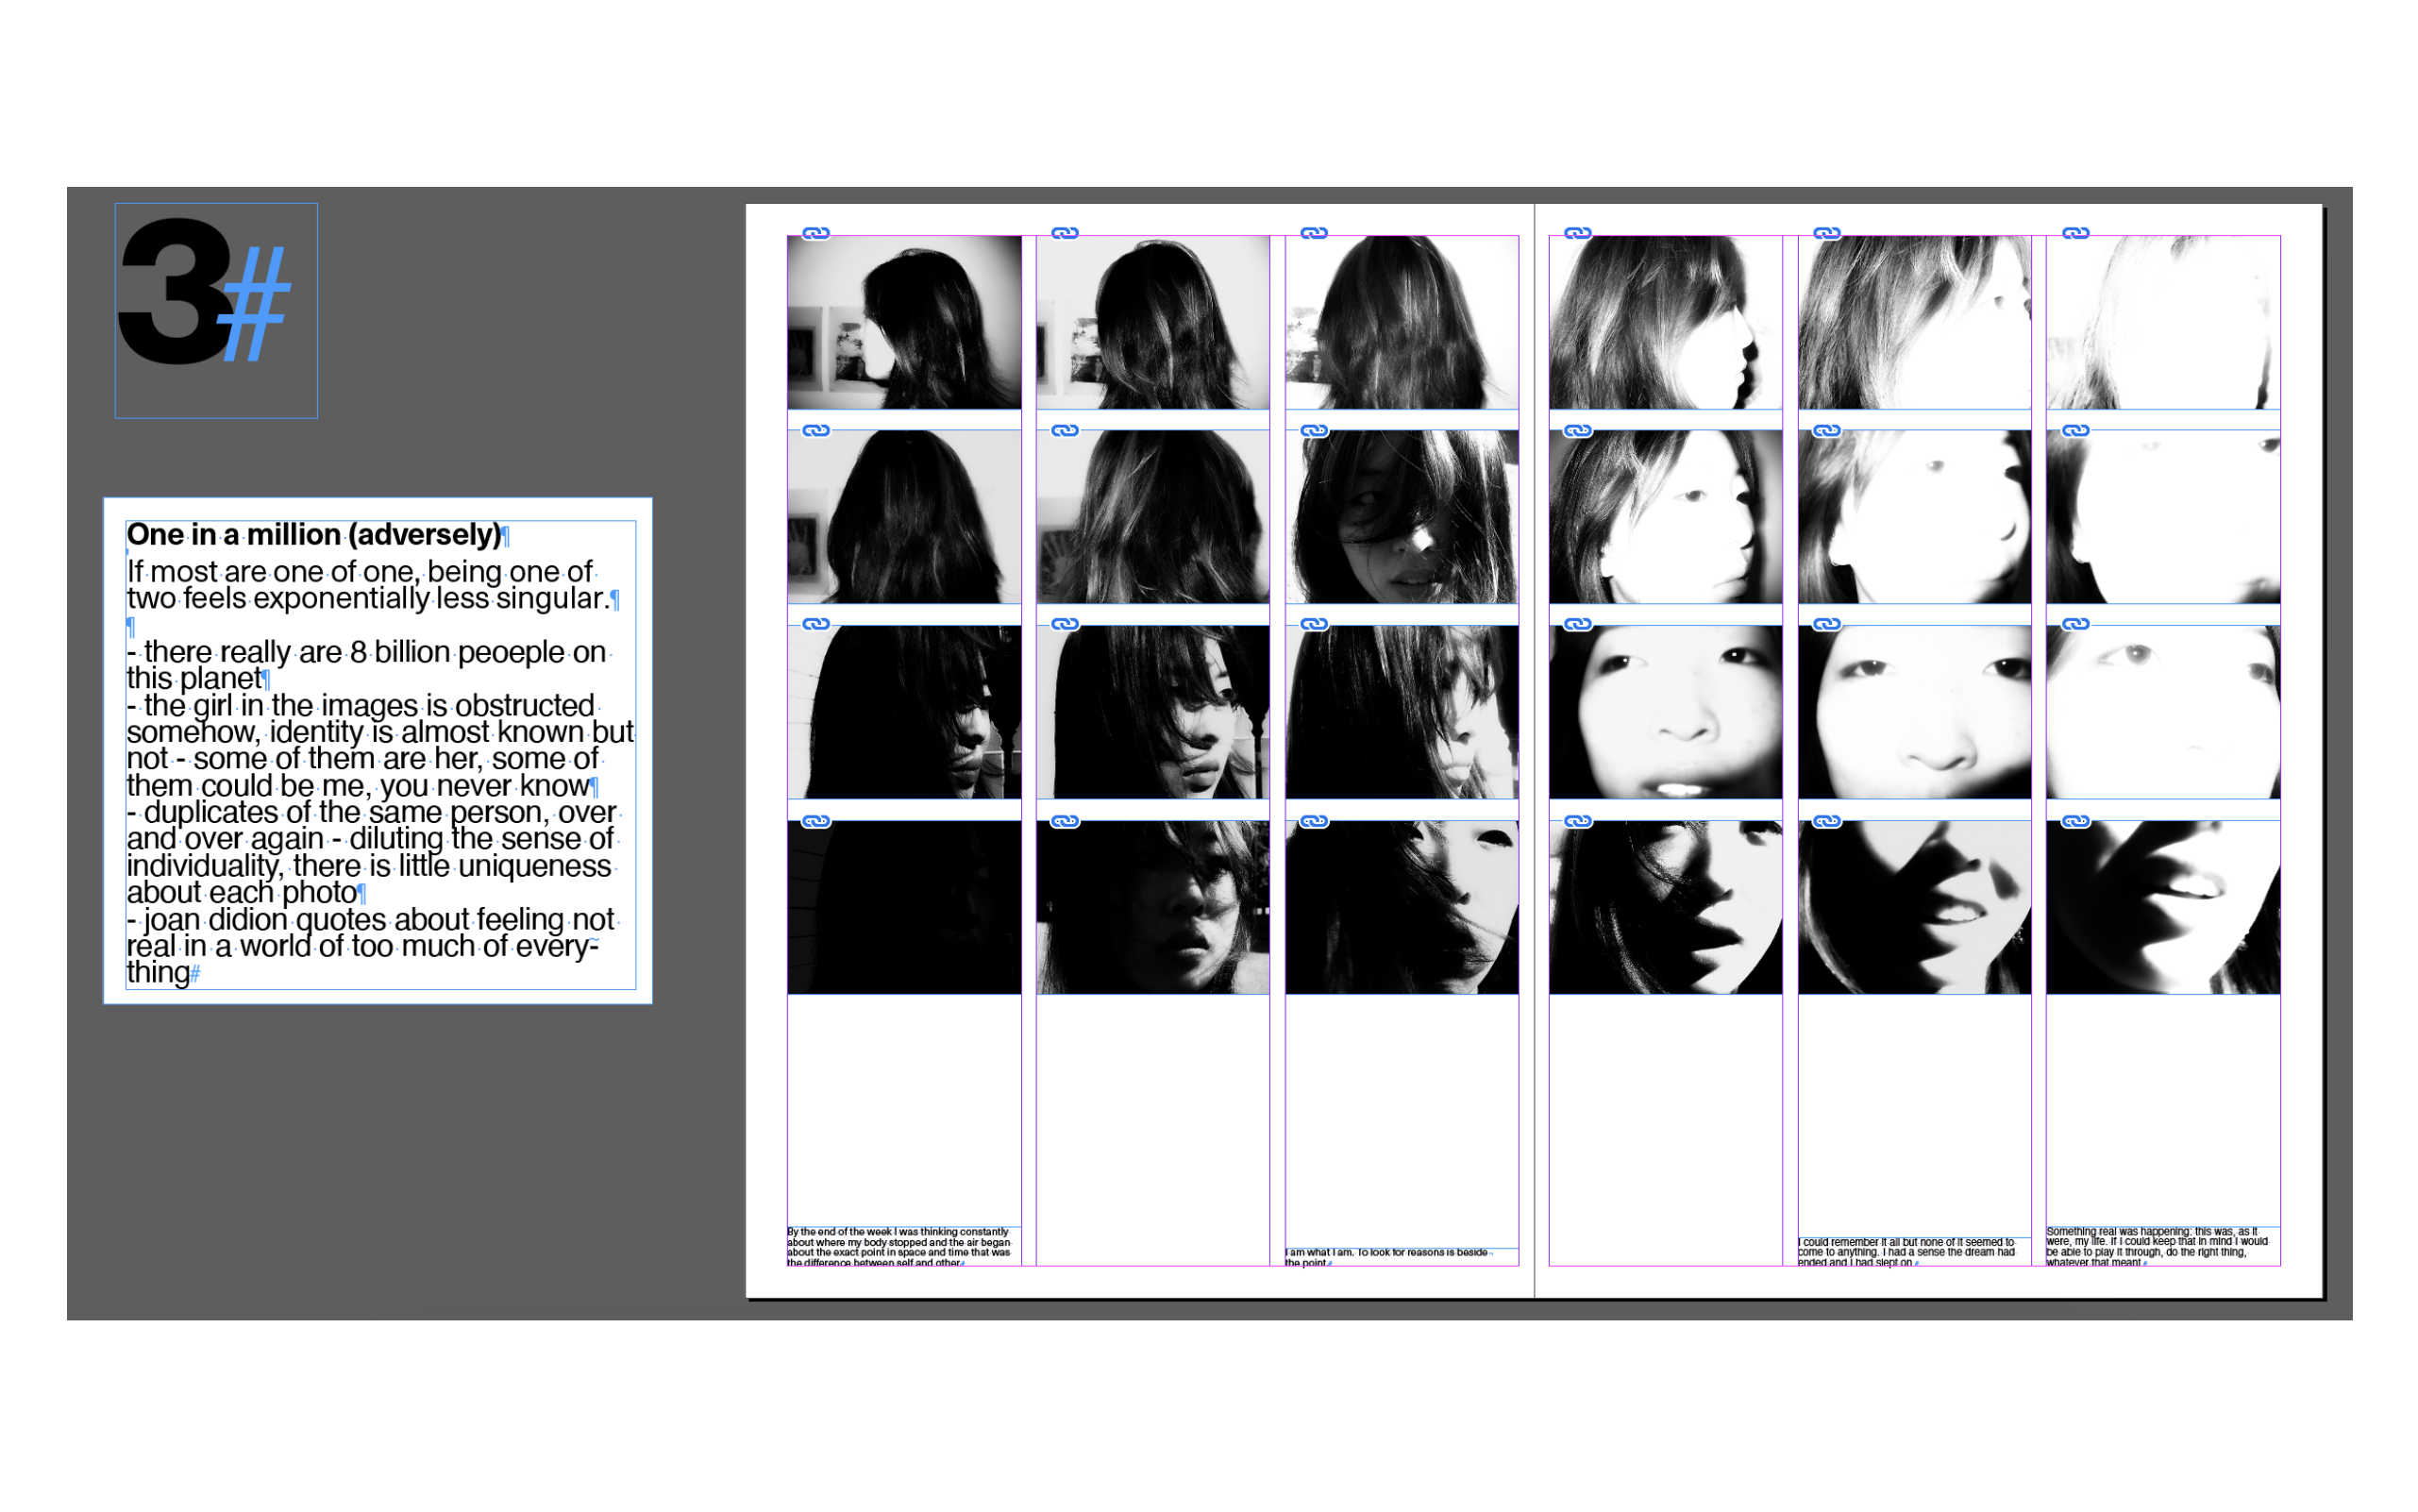 3#
One in a million (adversely)¶
If most are one of one, being one of
two feels exponentially less singular.¶
¶
- there really are 8 billion peoeple on
this planet¶
- the girl in the images is obstructed
somehow, identity is almost known but
not - some of them are her, some of
them could be me, you never know¶
- duplicates of the same person, over
and over again - diluting the sense of
individuality, there is little uniqueness
about each photo¶
- joan didion quotes about feeling not
real in a world of too much of every-
thing#
By the end of the week I was thinking constantly
about where my body stopped and the air began
about the exact point in space and time that was
the difference between self and other.#
I am what I am. To look for reasons is beside
the point.#
I could remember it all but none of it seemed to
come to anything. I had a sense the dream had
ended and I had slept on.#
Something real was happening: this was, as it
were, my life. If I could keep that in mind I would
be able to play it through, do the right thing,
whatever that meant.#